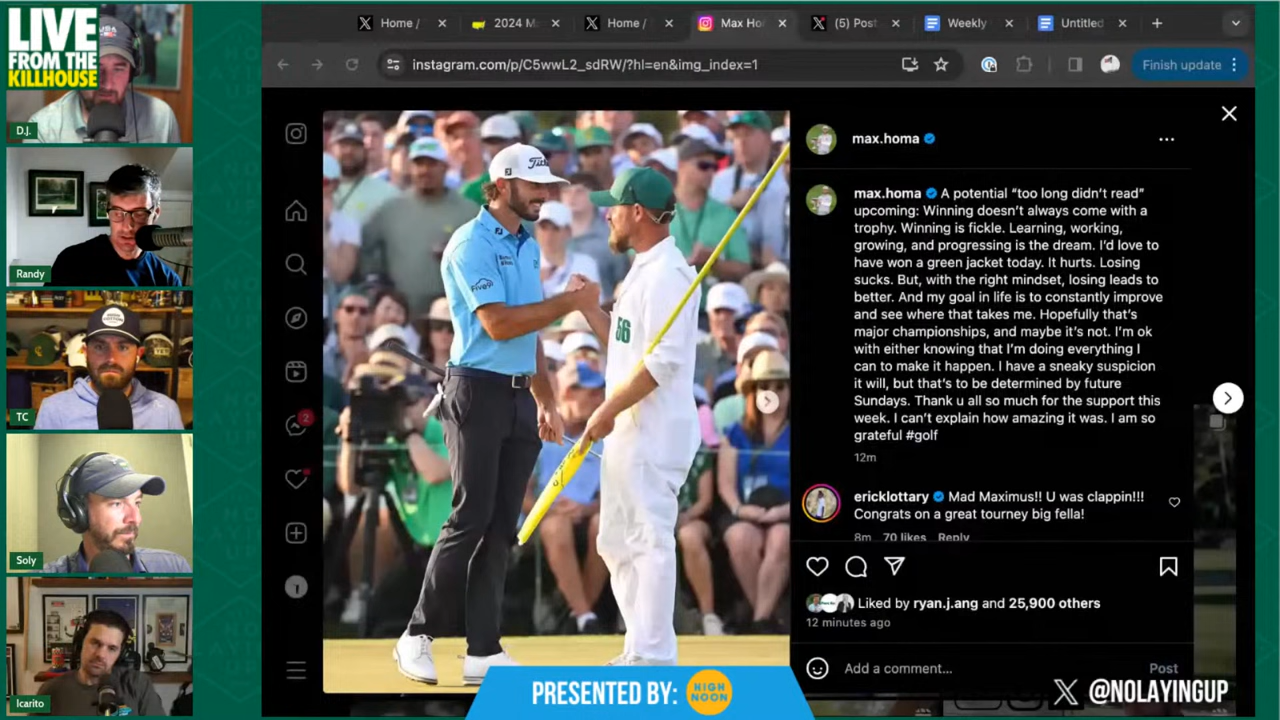 LIVE
FROM THE
KILLHOUSE
D.J.
Randy
TC
Soly
Icarito
Home /
2024 M
Home /
Max Ho
(5) Post
Weekly
Untitled
instagram.com/p/C5wwL2_sdRW/?hl=en&img_index=1
Finish update
max.homa
max.homa A potential “too long didn’t read”
upcoming: Winning doesn’t always come with a
trophy. Winning is fickle. Learning, working,
growing, and progressing is the dream. I’d love to
have won a green jacket today. It hurts. Losing
sucks. But, with the right mindset, losing leads to
better. And my goal in life is to constantly improve
and see where that takes me. Hopefully that’s
major championships, and maybe it’s not. I’m ok
with either knowing that I’m doing everything I
can to make it happen. I have a sneaky suspicion
it will, but that’s to be determined by future
Sundays. Thank u all so much for the support this
week. I can’t explain how amazing it was. I am so
grateful #golf
12m
ericklottary Mad Maximus!! U was clappin!!!
Congrats on a great tourney big fella!
8m 70 likes Reply
Liked by ryan.j.ang and 25,900 others
12 minutes ago
Add a comment...
Post
2
Titleist
Fiveyr
56
PRESENTED BY:
HIGH
NOON
@NOLAYINGUP